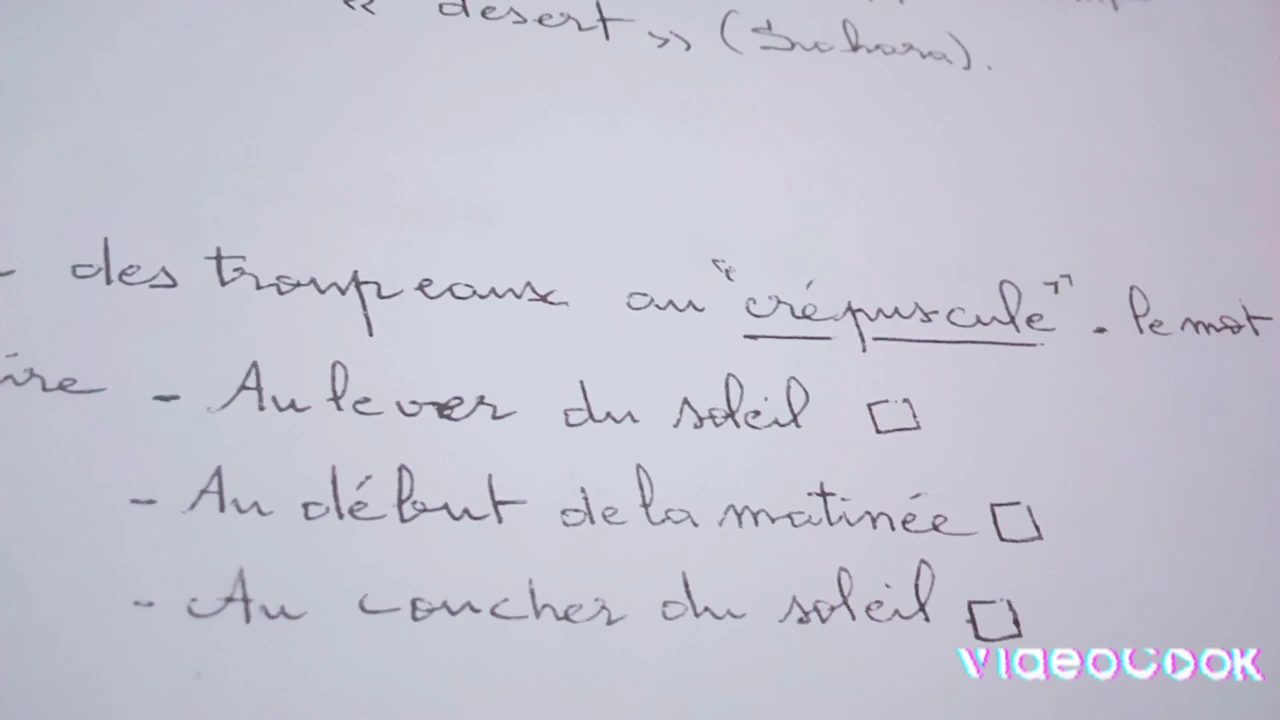 « désert » (Sahara).
- des troupeaux au "crépuscule". le mot
ire - Au lever du soleil □
- Au début de la matinée □
- Au coucher du soleil □
VIDEOCOOK